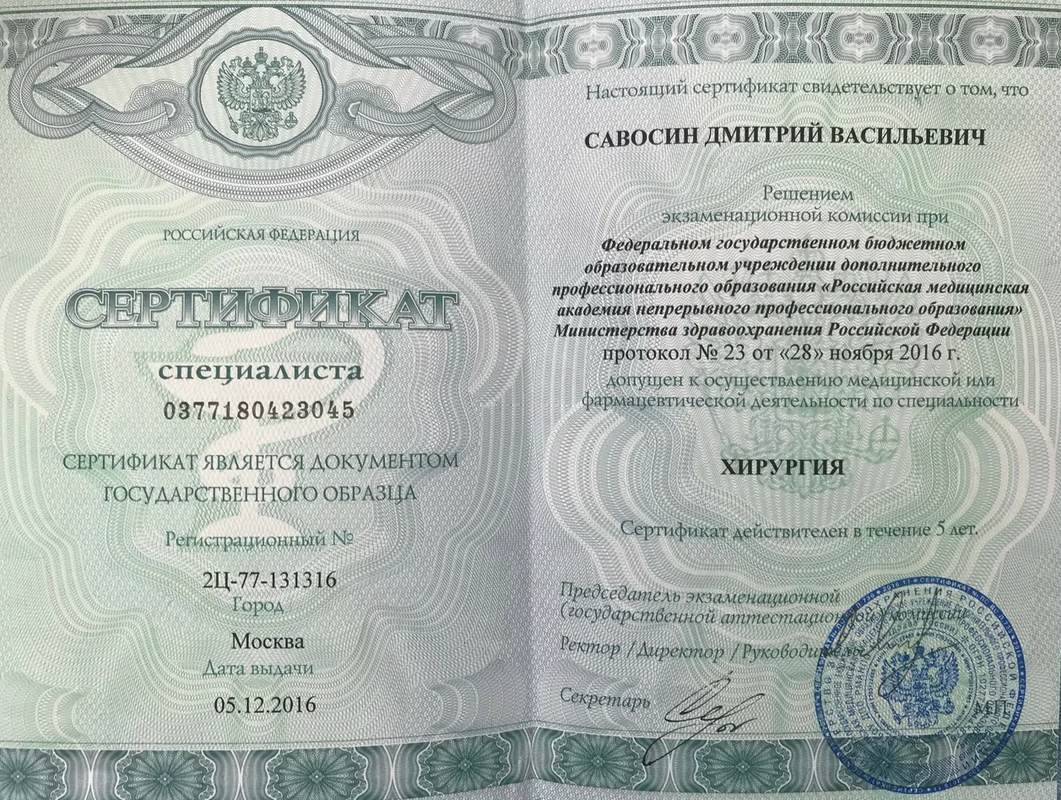 РОССИЙСКАЯ ФЕДЕРАЦИЯ
СЕРТИФИКАТ
специалиста
0377180423045
СЕРТИФИКАТ ЯВЛЯЕТСЯ ДОКУМЕНТОМ
ГОСУДАРСТВЕННОГО ОБРАЗЦА
Регистрационный №
2Ц-77-131316
Город
Москва
Дата выдачи
05.12.2016
Настоящий сертификат свидетельствует о том, что
САВОСИН ДМИТРИЙ ВАСИЛЬЕВИЧ
Решением
экзаменационной комиссии при
Федеральном государственном бюджетном
образовательном учреждении дополнительного
профессионального образования «Российская медицинская
академия непрерывного профессионального образования»
Министерства здравоохранения Российской Федерации
протокол № 23 от «28» ноября 2016 г.
допущен к осуществлению медицинской или
фармацевтической деятельности по специальности
ХИРУРГИЯ
Сертификат действителен в течение 5 лет.
Председатель экзаменационной
(государственной аттестационной) комиссии
Ректор /Директор /Руководитель
Секретарь
МП